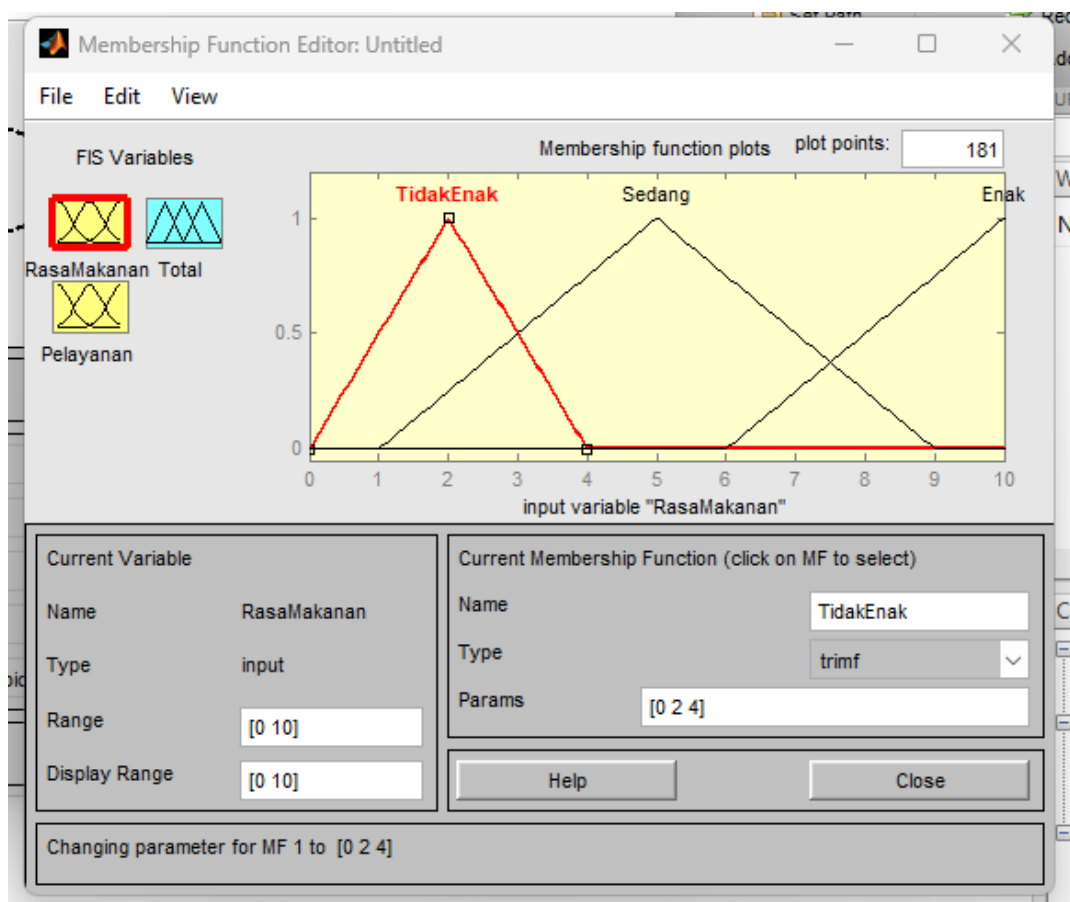 Set Path
Membership Function Editor: Untitled
File Edit View
FIS Variables
Membership function plots plot points: 181
TidakEnak Sedang Enak
RasaMakanan Total
Pelayanan
1
0.5
0
0 1 2 3 4 5 6 7 8 9 10
input variable "RasaMakanan"
Current Variable
Name RasaMakanan
Type input
Range [0 10]
Display Range [0 10]
Current Membership Function (click on MF to select)
Name TidakEnak
Type trimf
Params [0 2 4]
Help Close
Changing parameter for MF 1 to [0 2 4]